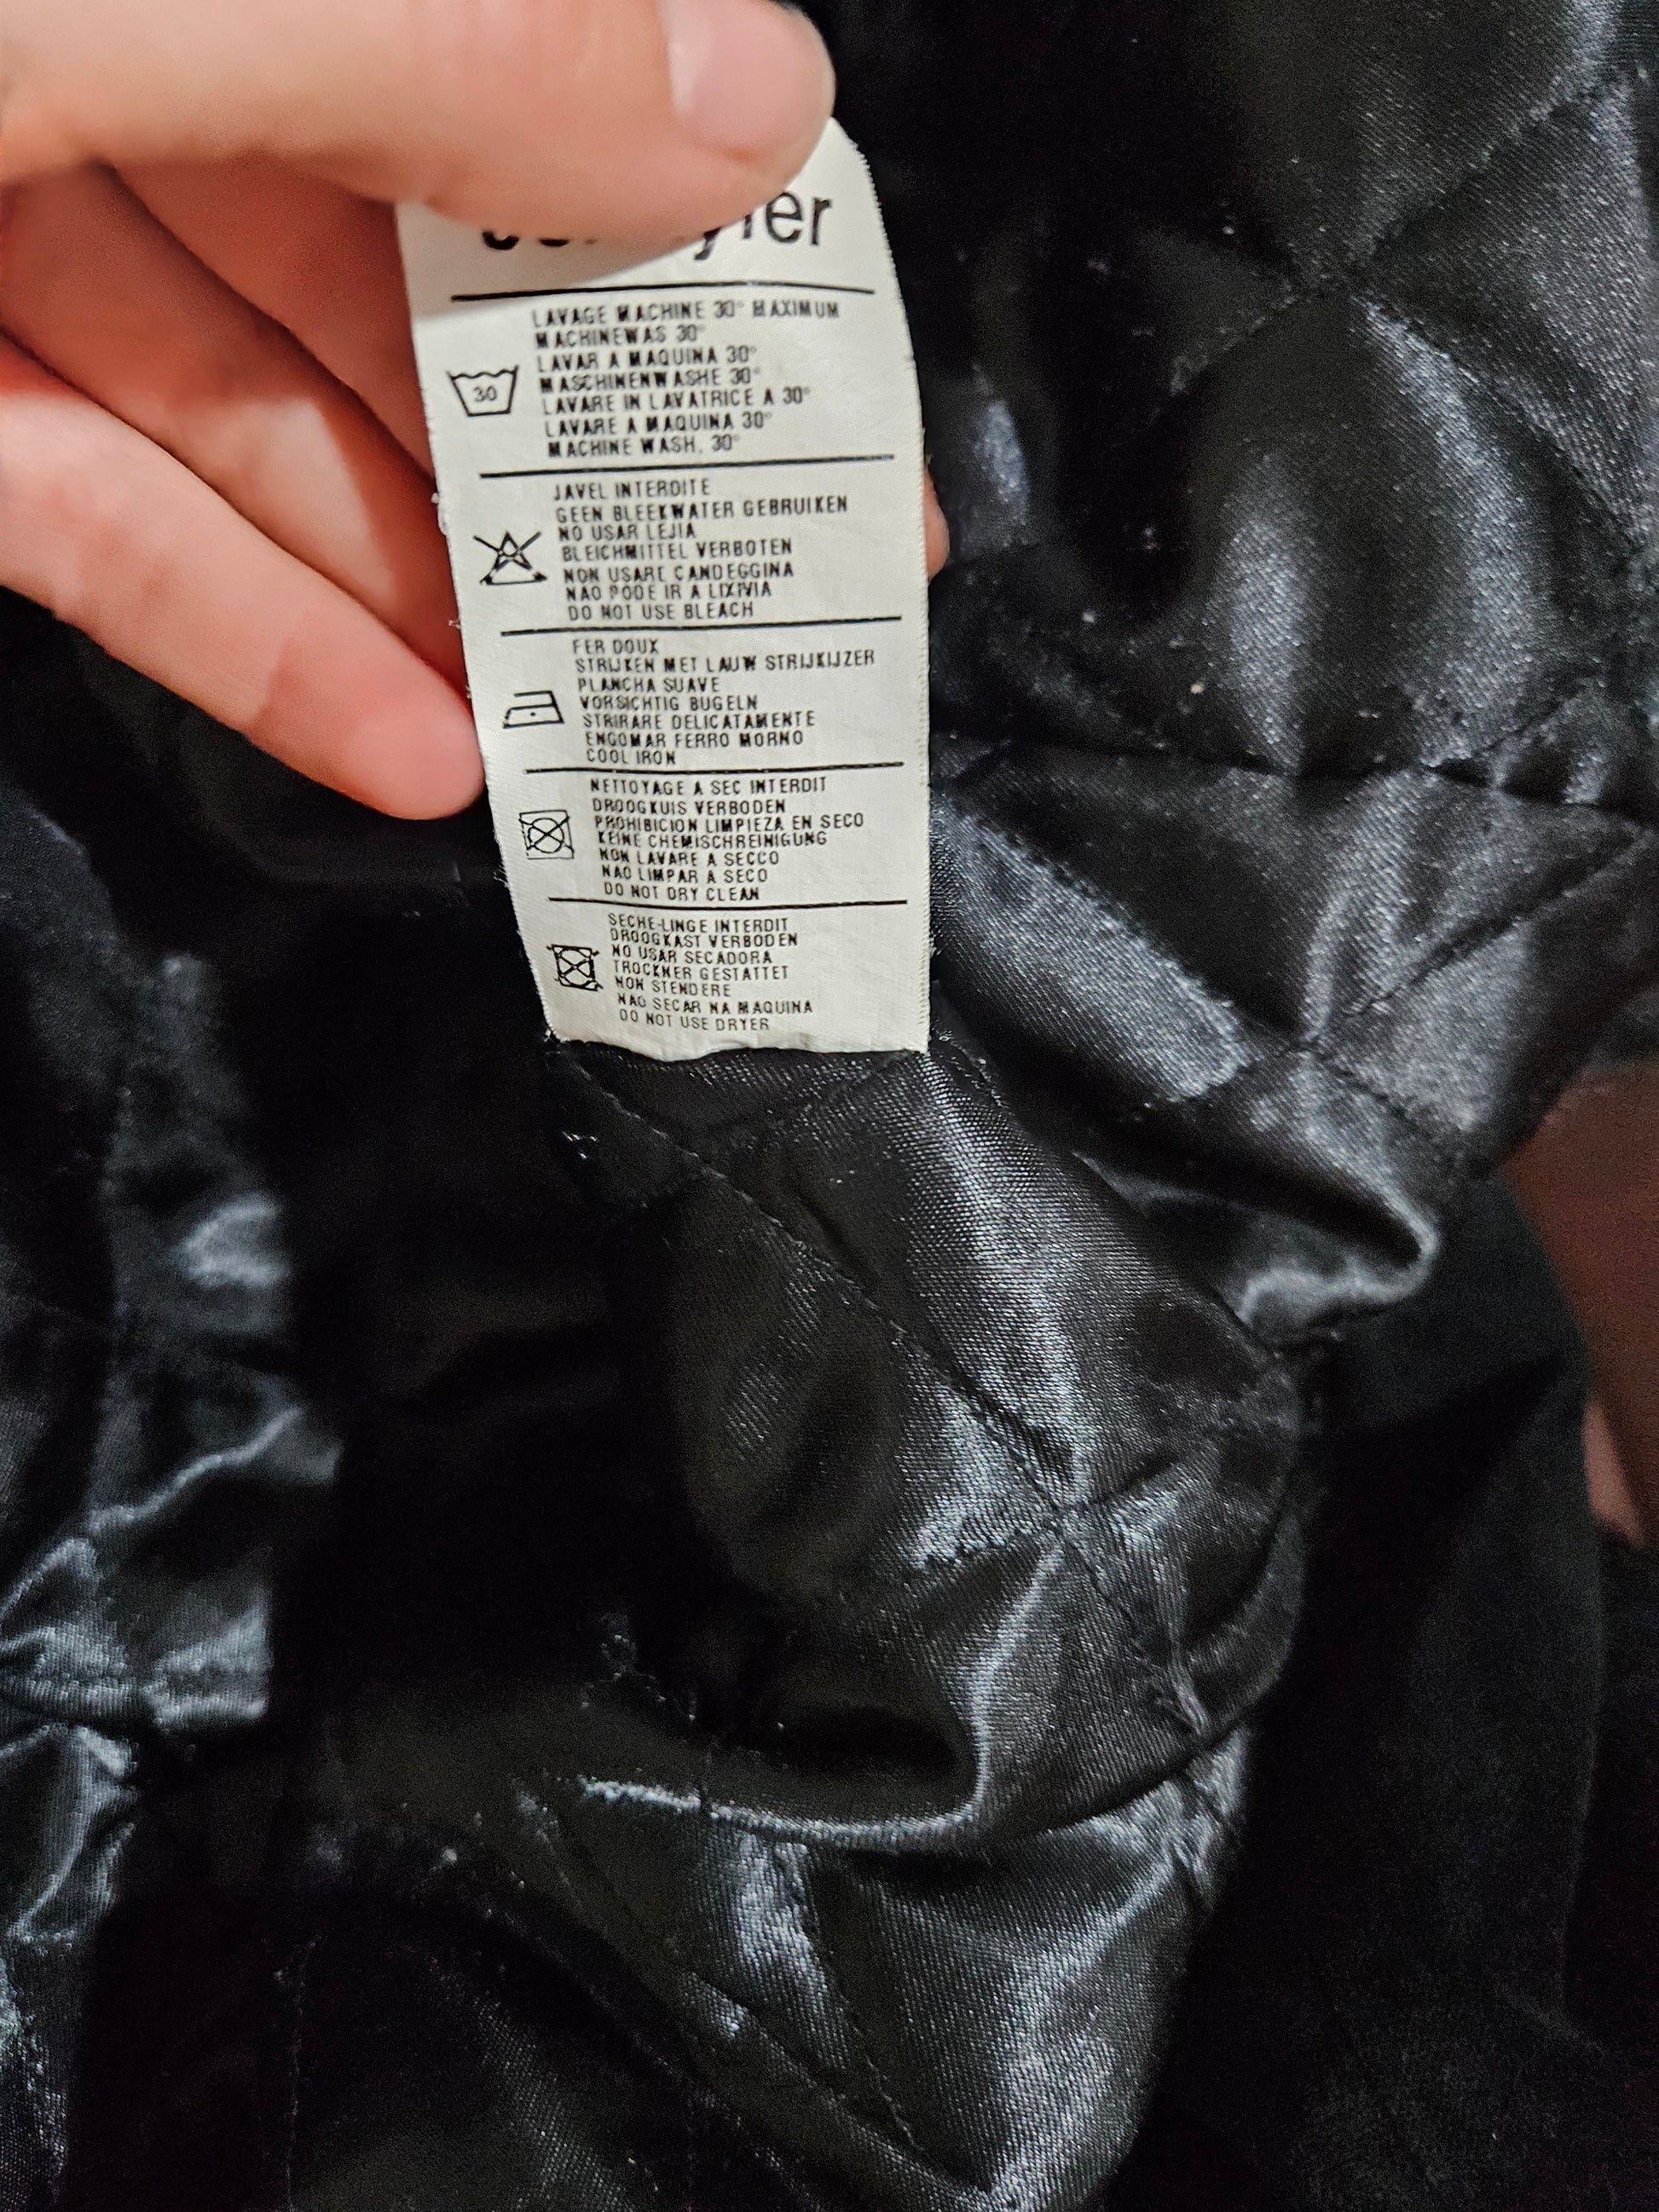 LAVAGE MACHINE 30° MAXIMUM
MACHINEWAS 30°
LAVAR A MAQUINA 30°
MASCHINENWASHE 30°
LAVARE IN LAVATRICE A 30°
LAVARE A MAQUINA 30°
MACHINE WASH. 30°
30
JAVEL INTERDITE
GEEN BLEEKWATER GEBRUIKEN
NO USAR LEJIA
BLEICHMITTEL VERBOTEN
NON USARE CANDEGGINA
NAO PODE IR A LIXIVIA
DO NOT USE BLEACH
FER DOUX
STRIJKEN MET LAUW STRIJKIJZER
PLANCHA SUAVE
VORSICHTIG BUGELN
STRIRARE DELICATAMENTE
ENGOMAR FERRO MORNO
COOL IRON
NETTOYAGE A SEC INTERDIT
DROOGKUIS VERBODEN
PROHIBICION LIMPIEZA EN SECO
KEINE CHEMISCHREINIGUNG
NON LAVARE A SECCO
NAO LIMPAR A SECO
DO NOT DRY CLEAN
SECHE-LINGE INTERDIT
DROOGKAST VERBODEN
NO USAR SECADORA
TROCKNER GESTATTET
NON STENDERE
NAO SECAR NA MAQUINA
DO NOT USE DRYER